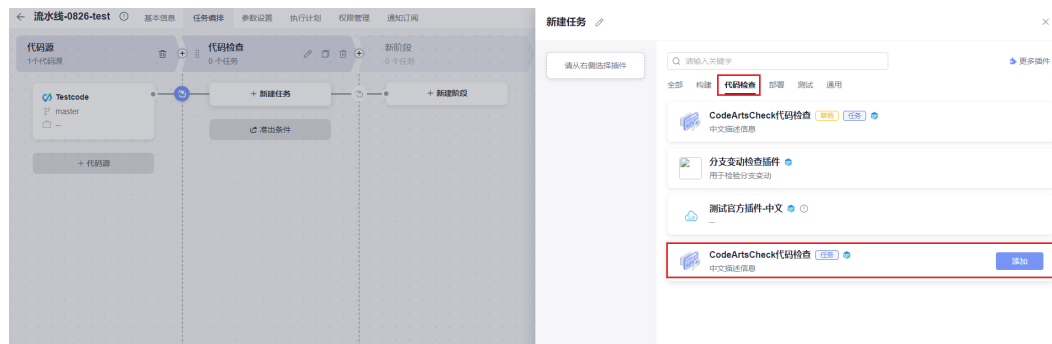 流水线-0826-test 基本信息 任务编排 参数设置 执行计划 权限管理 通知订阅
代码源
1个代码源
代码检查
0 个任务
新阶段
0 个任务
Testcode
master
--
+ 代码源
+ 新建任务
准出条件
+ 新建阶段
新建任务
请从右侧选择插件
请输入关键字
更多插件
全部 构建 代码检查 部署 测试 通用
CodeArtsCheck代码检查 草稿 任务
中文描述信息
分支变动检查插件
用于检验分支变动
测试官方插件-中文
--
CodeArtsCheck代码检查 任务
中文描述信息
添加